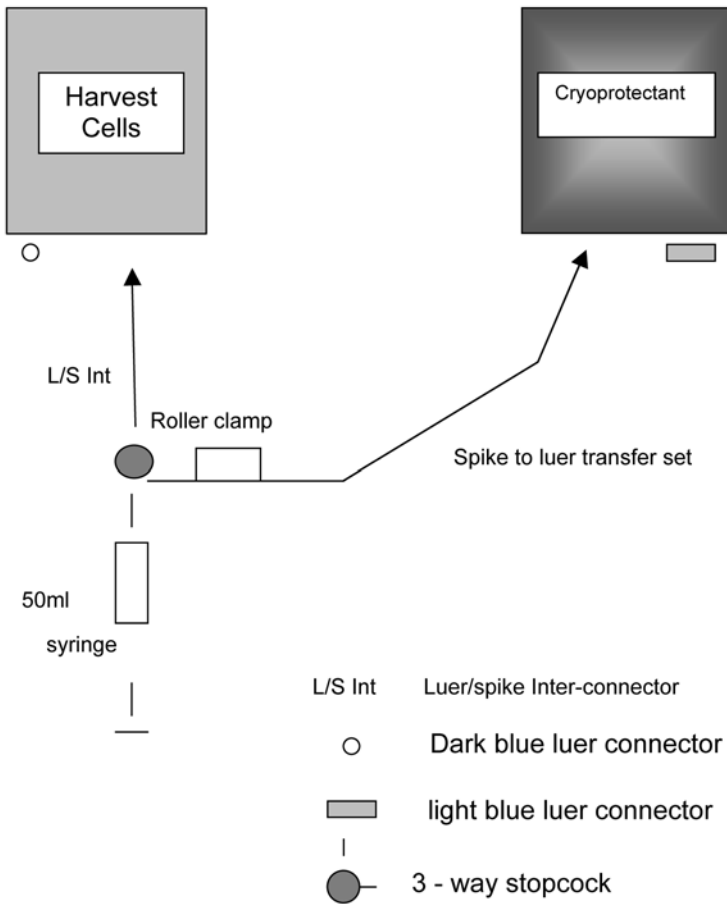 Harvest
Cells
Cryoprotectant
L/S Int
Roller clamp
Spike to luer transfer set
50ml
syringe
L/S Int Luer/spike Inter-connector
Dark blue luer connector
light blue luer connector
3 - way stopcock